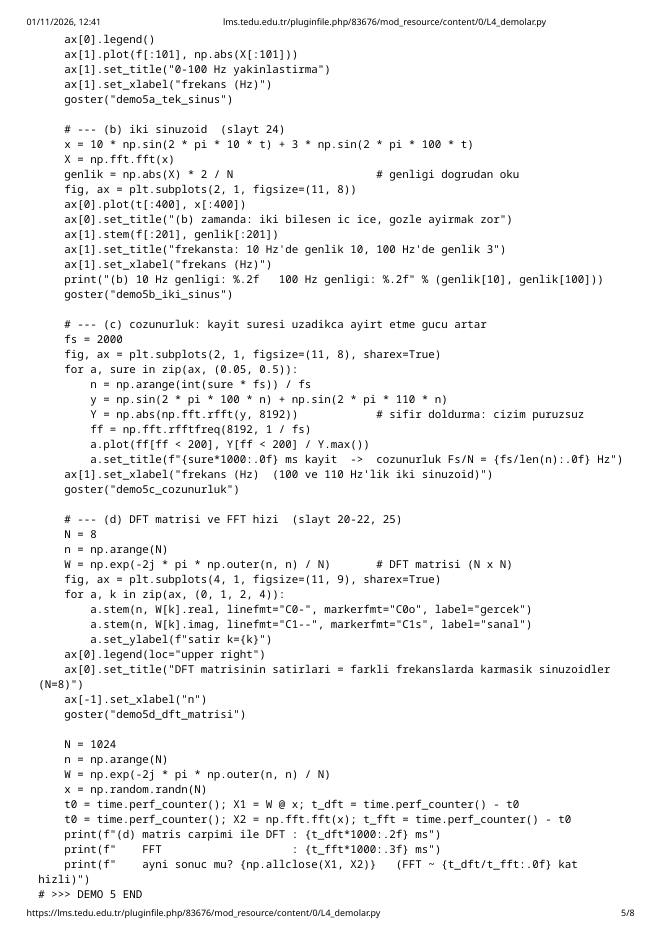 01/11/2026, 12:41 lms.tedu.edu.tr/pluginfile.php/83676/mod_resource/content/0/L4_demolar.py
    ax[0].legend()
    ax[1].plot(f[:101], np.abs(X[:101]))
    ax[1].set_title("0-100 Hz yakinlastirma")
    ax[1].set_xlabel("frekans (Hz)")
    goster("demo5a_tek_sinus")

    # --- (b) iki sinuzoid  (slayt 24)
    x = 10 * np.sin(2 * pi * 10 * t) + 3 * np.sin(2 * pi * 100 * t)
    X = np.fft.fft(x)
    genlik = np.abs(X) * 2 / N                      # genligi dogrudan oku
    fig, ax = plt.subplots(2, 1, figsize=(11, 8))
    ax[0].plot(t[:400], x[:400])
    ax[0].set_title("(b) zamanda: iki bilesen ic ice, gozle ayirmak zor")
    ax[1].stem(f[:201], genlik[:201])
    ax[1].set_title("frekansta: 10 Hz'de genlik 10, 100 Hz'de genlik 3")
    ax[1].set_xlabel("frekans (Hz)")
    print("(b) 10 Hz genligi: %.2f   100 Hz genligi: %.2f" % (genlik[10], genlik[100]))
    goster("demo5b_iki_sinus")

    # --- (c) cozunurluk: kayit suresi uzadikca ayirt etme gucu artar
    fs = 2000
    fig, ax = plt.subplots(2, 1, figsize=(11, 8), sharex=True)
    for a, sure in zip(ax, (0.05, 0.5)):
        n = np.arange(int(sure * fs)) / fs
        y = np.sin(2 * pi * 100 * n) + np.sin(2 * pi * 110 * n)
        Y = np.abs(np.fft.rfft(y, 8192))            # sifir doldurma: cizim puruzsuz
        ff = np.fft.rfftfreq(8192, 1 / fs)
        a.plot(ff[ff < 200], Y[ff < 200] / Y.max())
        a.set_title(f"{sure*1000:.0f} ms kayit  ->  cozunurluk Fs/N = {fs/len(n):.0f} Hz")
    ax[1].set_xlabel("frekans (Hz)  (100 ve 110 Hz'lik iki sinuzoid)")
    goster("demo5c_cozunurluk")

    # --- (d) DFT matrisi ve FFT hizi  (slayt 20-22, 25)
    N = 8
    n = np.arange(N)
    W = np.exp(-2j * pi * np.outer(n, n) / N)       # DFT matrisi (N x N)
    fig, ax = plt.subplots(4, 1, figsize=(11, 9), sharex=True)
    for a, k in zip(ax, (0, 1, 2, 4)):
        a.stem(n, W[k].real, linefmt="C0-", markerfmt="C0o", label="gercek")
        a.stem(n, W[k].imag, linefmt="C1--", markerfmt="C1s", label="sanal")
        a.set_ylabel(f"satir k={k}")
    ax[0].legend(loc="upper right")
    ax[0].set_title("DFT matrisinin satirlari = farkli frekanslarda karmasik sinuzoidler
(N=8)")
    ax[-1].set_xlabel("n")
    goster("demo5d_dft_matrisi")

    N = 1024
    n = np.arange(N)
    W = np.exp(-2j * pi * np.outer(n, n) / N)
    x = np.random.randn(N)
    t0 = time.perf_counter(); X1 = W @ x; t_dft = time.perf_counter() - t0
    t0 = time.perf_counter(); X2 = np.fft.fft(x); t_fft = time.perf_counter() - t0
    print(f"(d) matris carpimi ile DFT : {t_dft*1000:.2f} ms")
    print(f"    FFT                    : {t_fft*1000:.3f} ms")
    print(f"    ayni sonuc mu? {np.allclose(X1, X2)}   (FFT ~ {t_dft/t_fft:.0f} kat
hizli)")
# >>> DEMO 5 END
https://lms.tedu.edu.tr/pluginfile.php/83676/mod_resource/content/0/L4_demolar.py 5/8